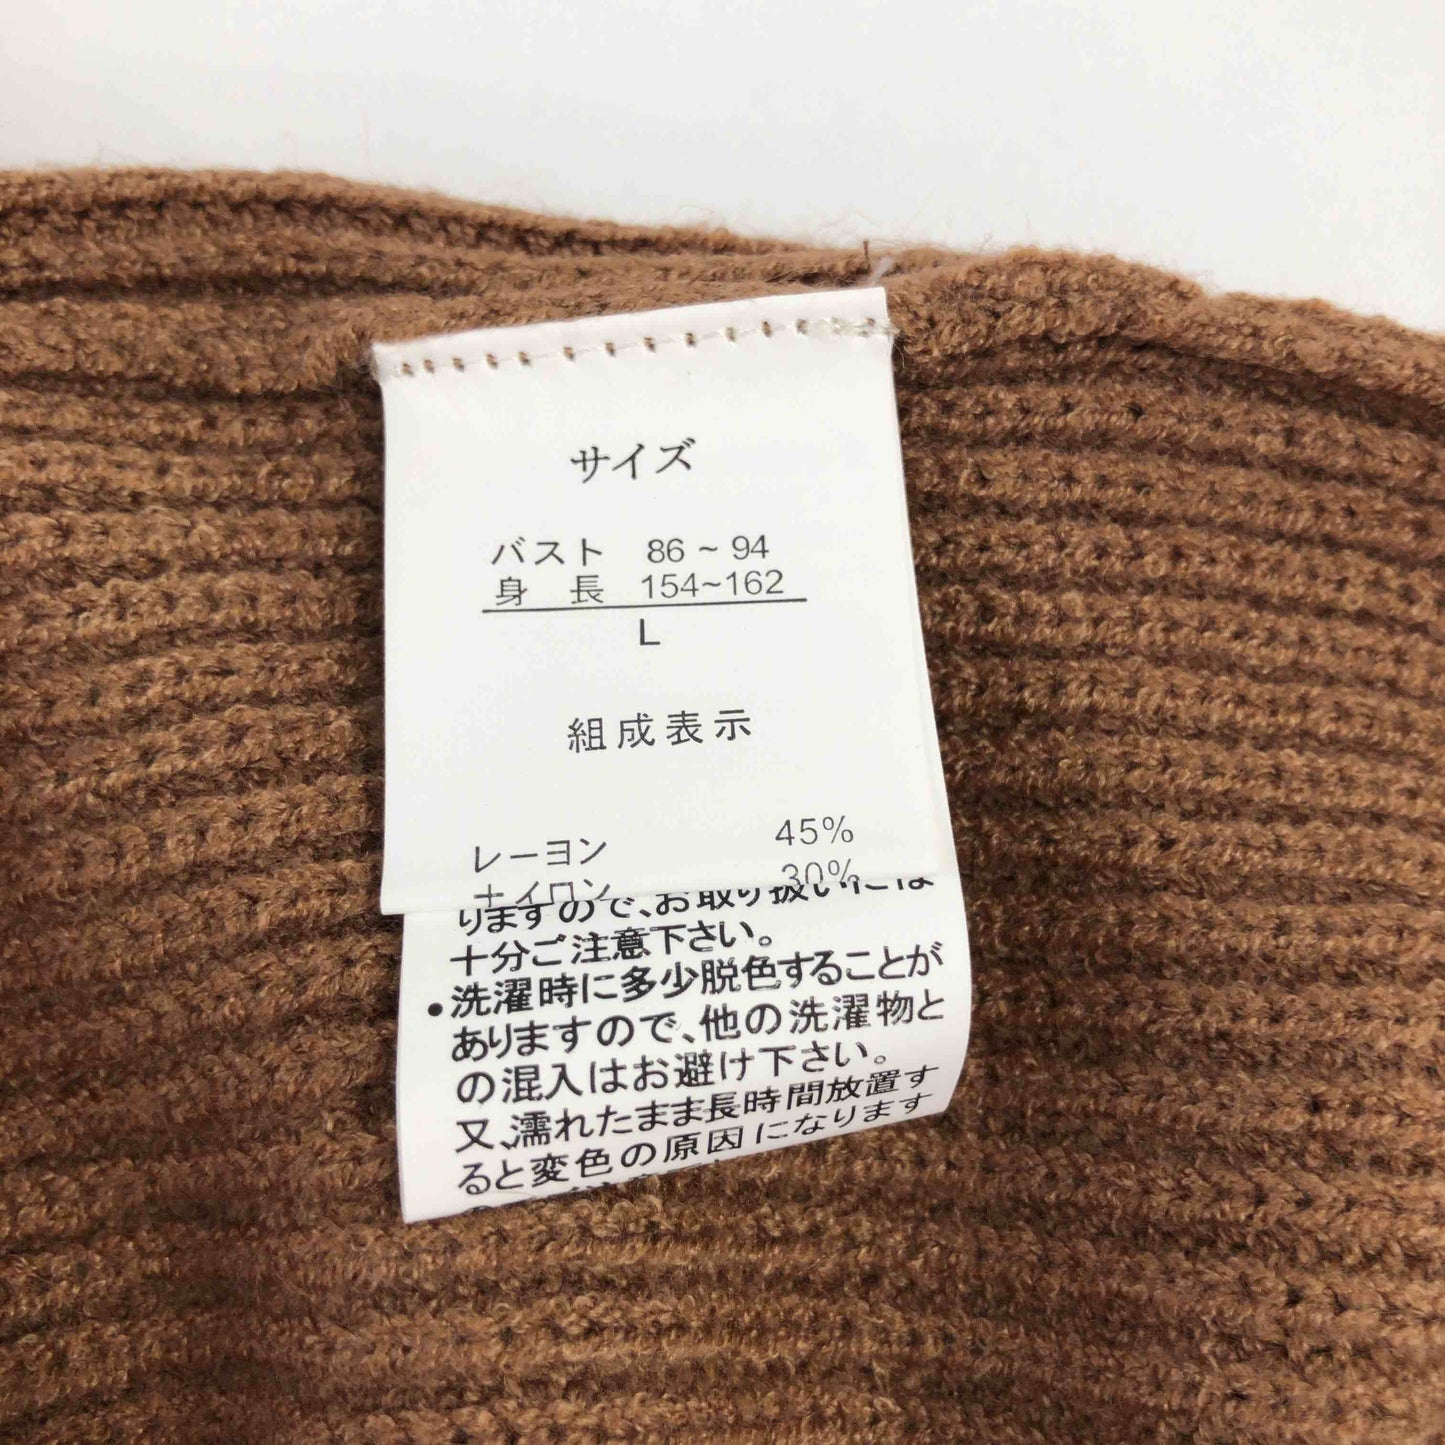 サイズ
バスト 86～94
身長 154～162
L
組成表示
レーヨン 45%
ナイロン 30%
りますので、お取り扱いには
十分ご注意下さい。
•洗濯時に多少脱色することが
ありますので、他の洗濯物と
の混入はお避け下さい。
又、濡れたまま長時間放置す
ると変色の原因になります